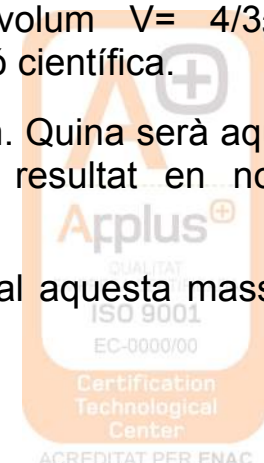 volum V= 4/3
ó científica.
. Quina serà aq
resultat en no
al aquesta mass
A+
Applus+
QUALITAT
ISO 9001
EC-0000/00
Certification
Technological
Center
ACREDITAT PER ENAC